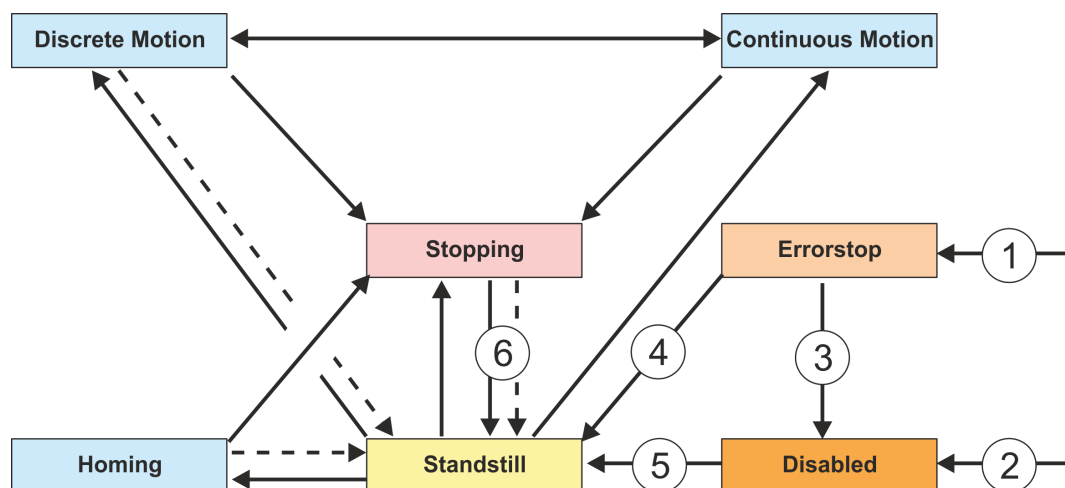 Discrete Motion
Continuous Motion
Stopping
Errorstop
1
6
4
3
Homing
Standstill
5
Disabled
2